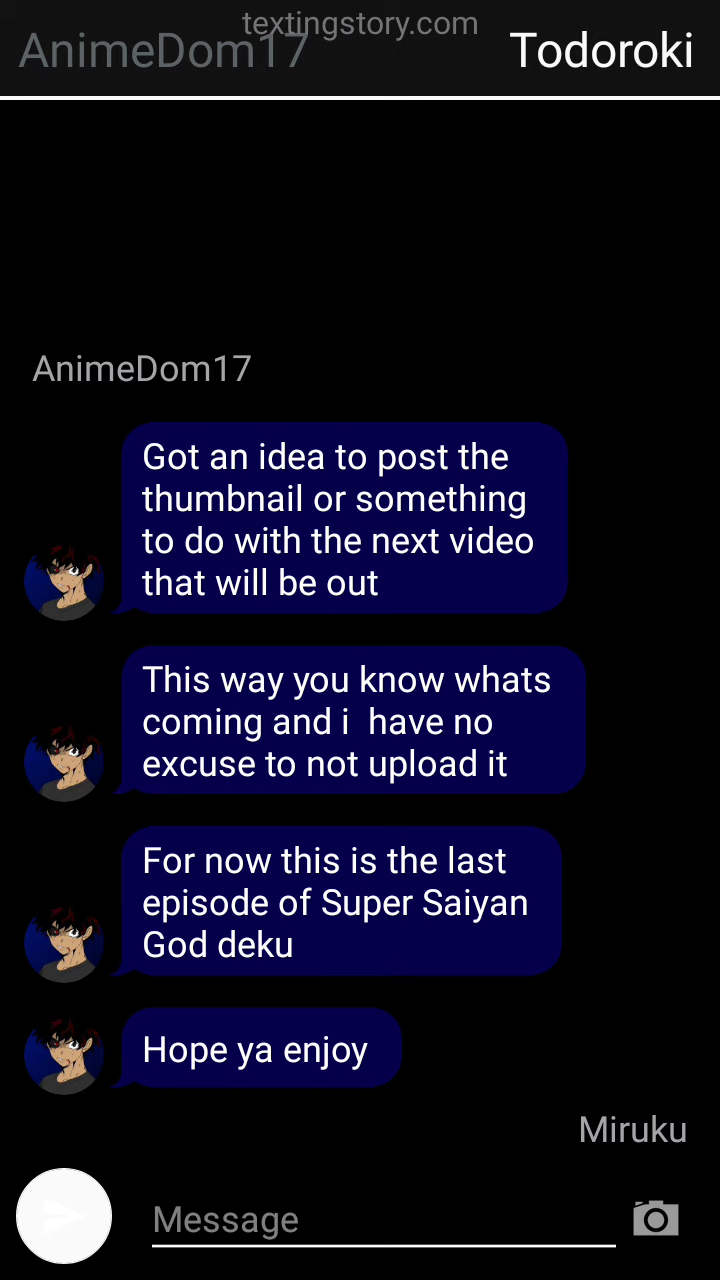 textingstory.com
AnimeDom17
Todoroki
AnimeDom17
Got an idea to post the
thumbnail or something
to do with the next video
that will be out
This way you know whats
coming and i  have no
excuse to not upload it
For now this is the last
episode of Super Saiyan
God deku
Hope ya enjoy
Miruku
Message